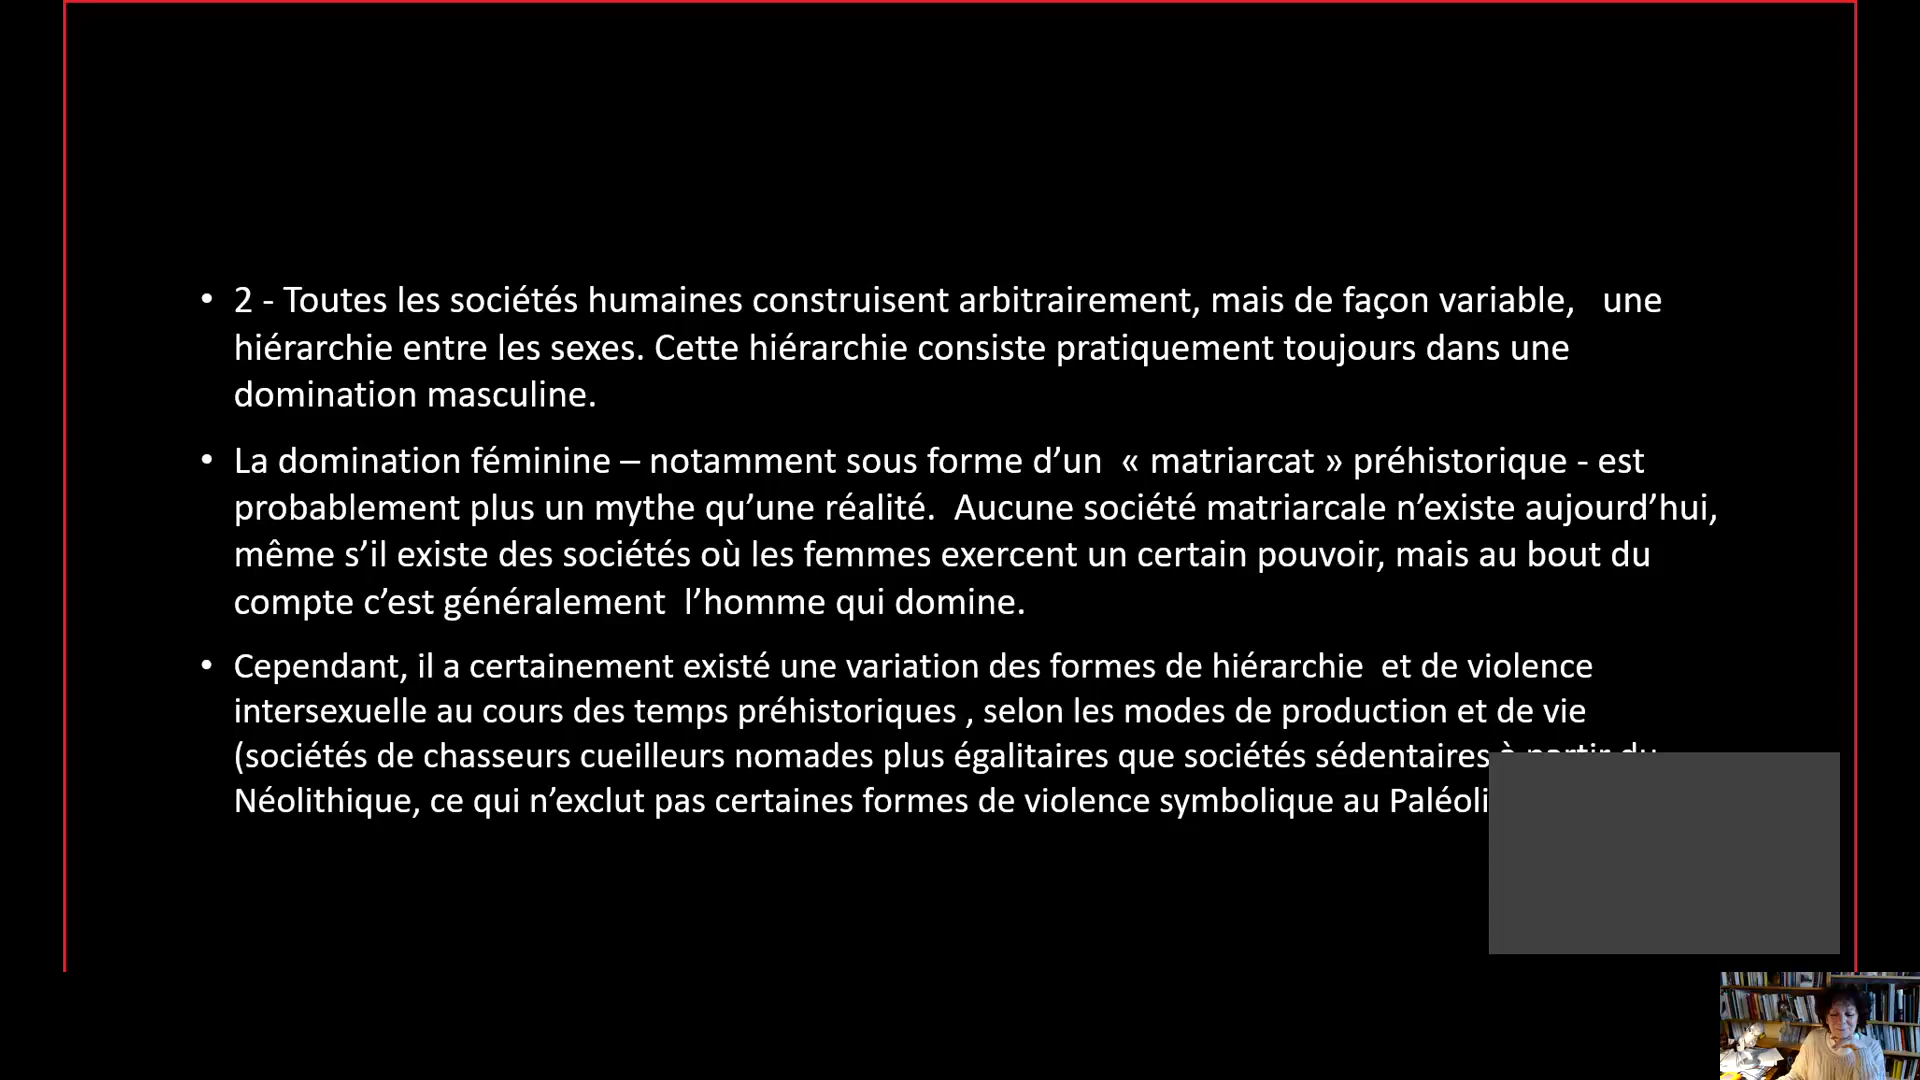 • 2 - Toutes les sociétés humaines construisent arbitrairement, mais de façon variable, une
hiérarchie entre les sexes. Cette hiérarchie consiste pratiquement toujours dans une
domination masculine.
• La domination féminine – notamment sous forme d’un « matriarcat » préhistorique - est
probablement plus un mythe qu’une réalité. Aucune société matriarcale n’existe aujourd’hui,
même s’il existe des sociétés où les femmes exercent un certain pouvoir, mais au bout du
compte c’est généralement l’homme qui domine.
• Cependant, il a certainement existé une variation des formes de hiérarchie et de violence
intersexuelle au cours des temps préhistoriques , selon les modes de production et de vie
(sociétés de chasseurs cueilleurs nomades plus égalitaires que sociétés sédentaires à partir du
Néolithique, ce qui n’exclut pas certaines formes de violence symbolique au